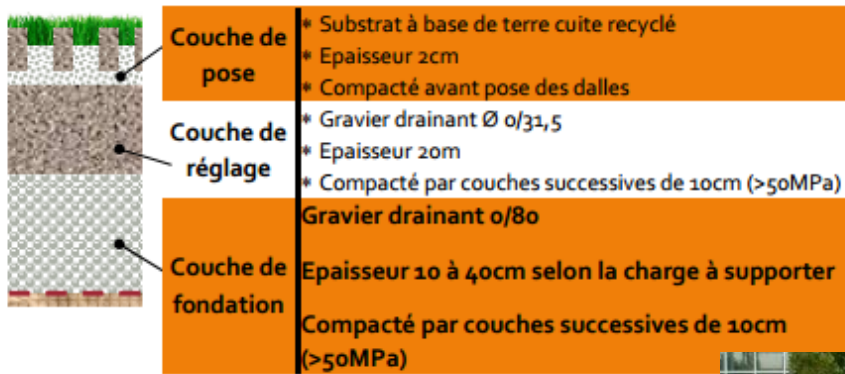 Couche de
pose
* Substrat à base de terre cuite recyclé
* Epaisseur 2cm
* Compacté avant pose des dalles
Couche de
réglage
* Gravier drainant Ø 0/31,5
* Epaisseur 20m
* Compacté par couches successives de 10cm (>50MPa)
Couche de
fondation
Gravier drainant 0/80
Epaisseur 10 à 40cm selon la charge à supporter
Compacté par couches successives de 10cm
(>50MPa)